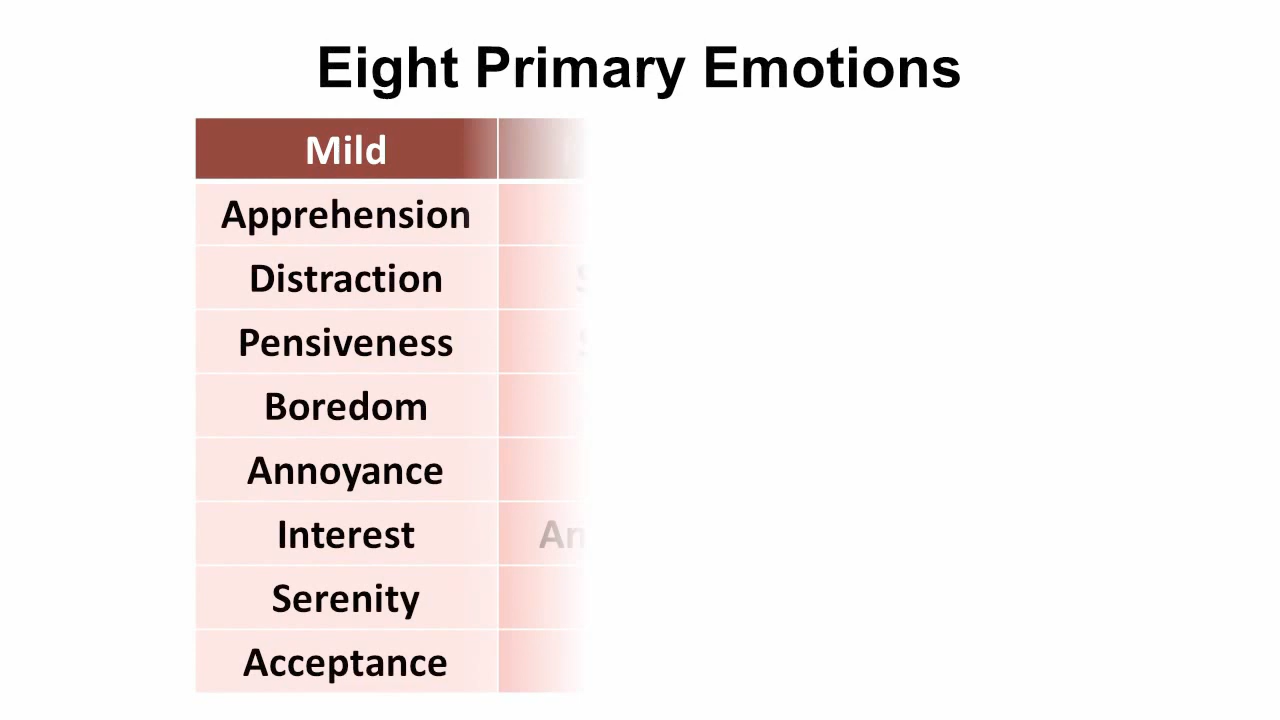 Eight Primary Emotions
Mild
Apprehension
Distraction
Pensiveness
Boredom
Annoyance
Interest
Serenity
Acceptance